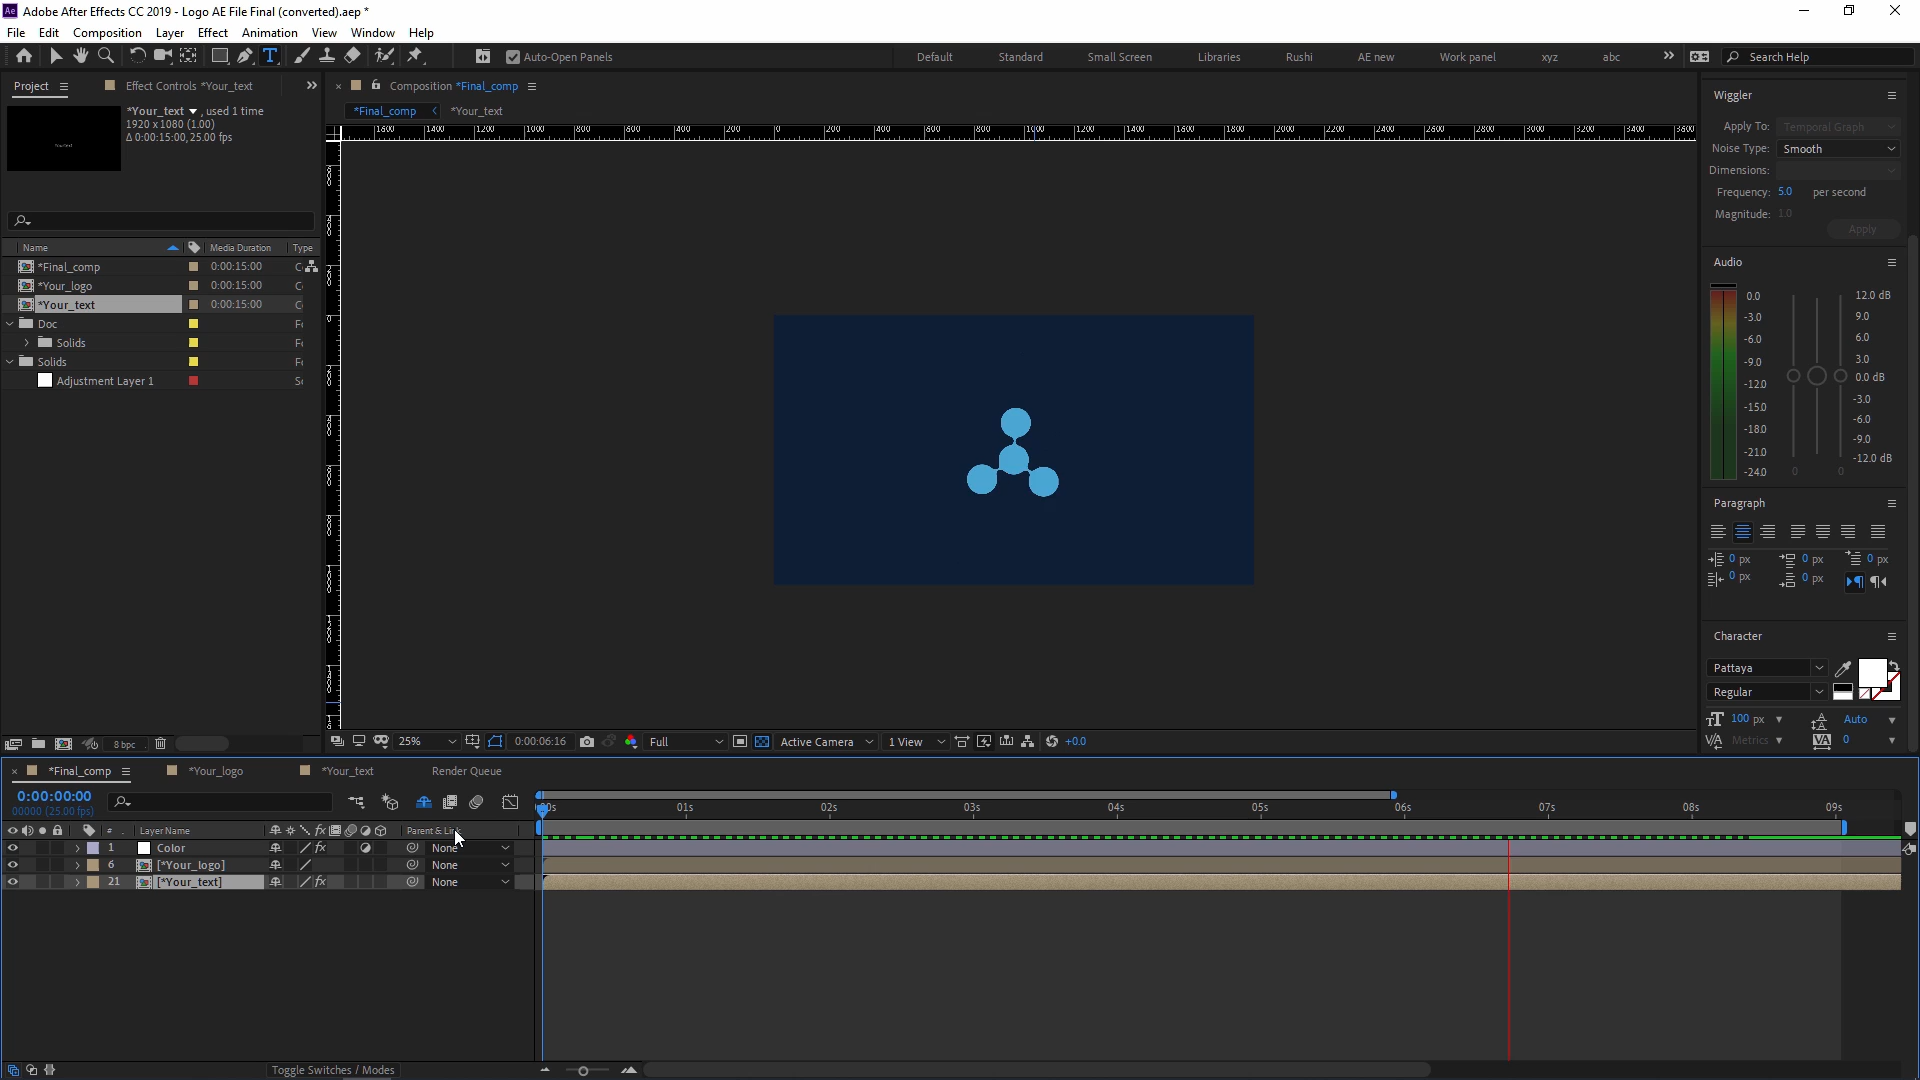 Adobe After Effects CC 2019 - Logo AE File Final (converted).aep *
File Edit Composition Layer Effect Animation View Window Help
Auto-Open Panels
Default Standard Small Screen Libraries Rushi AE new Work panel xyz abc
Search Help
Project
Effect Controls *Your_text
*Your_text , used 1 time
1920 x 1080 (1.00)
Δ 0:00:15:00, 25.00 fps
Name Media Duration Type
*Final_comp 0:00:15:00
*Your_logo 0:00:15:00
*Your_text 0:00:15:00
Doc
Solids
Solids
Adjustment Layer 1
8 bpc
Composition *Final_comp
*Final_comp *Your_text
25% 0:00:06:16 Full Active Camera 1 View +0.0
Wiggler
Apply To: Temporal Graph
Noise Type: Smooth
Dimensions:
Frequency: 5.0 per second
Magnitude: 1.0
Apply
Audio
0.0 12.0 dB
-3.0 9.0
-6.0 6.0
-9.0 3.0
-12.0 0.0 dB
-15.0 -3.0
-18.0 -6.0
-21.0 -9.0
-24.0 0 0 -12.0 dB
Paragraph
0 px 0 px 0 px
0 px 0 px
Character
Pattaya
Regular
100 px Auto
Metrics 0
*Final_comp *Your_logo *Your_text Render Queue
0:00:00:00
00000 (25.00 fps)
01s 02s 03s 04s 05s 06s 07s 08s 09s
# Layer Name Parent &
1 Color None
6 [*Your_logo] None
21 [*Your_text] None
Toggle Switches / Modes